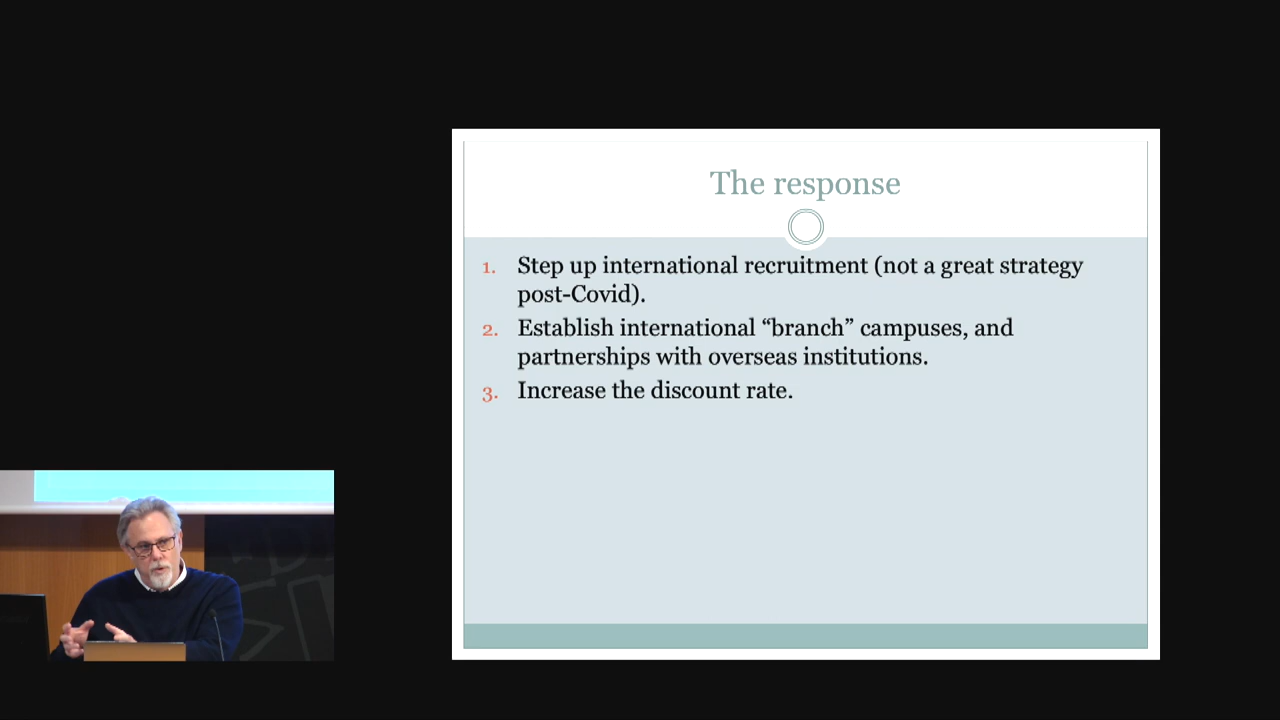 The response
1. Step up international recruitment (not a great strategy
post-Covid).
2. Establish international “branch” campuses, and
partnerships with overseas institutions.
3. Increase the discount rate.